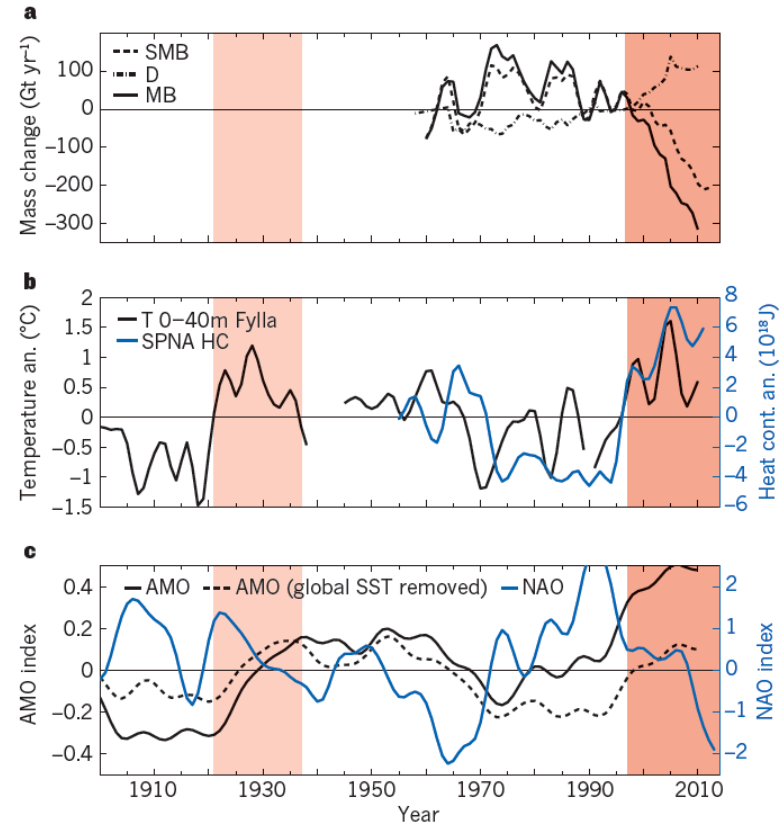 a
SMB
D
MB
100
0
−100
−200
−300
Mass change (Gt yr⁻¹)
b
T 0–40m Fylla
SPNA HC
2
1.5
1
0.5
0
−0.5
−1
−1.5
Temperature an. (°C)
8
6
4
2
0
−2
−4
−6
Heat cont. an. (10¹⁸J)
c
AMO AMO (global SST removed) NAO
0.4
0.2
0
−0.2
−0.4
AMO index
2
1
0
−1
−2
NAO index
1910 1930 1950 1970 1990 2010
Year